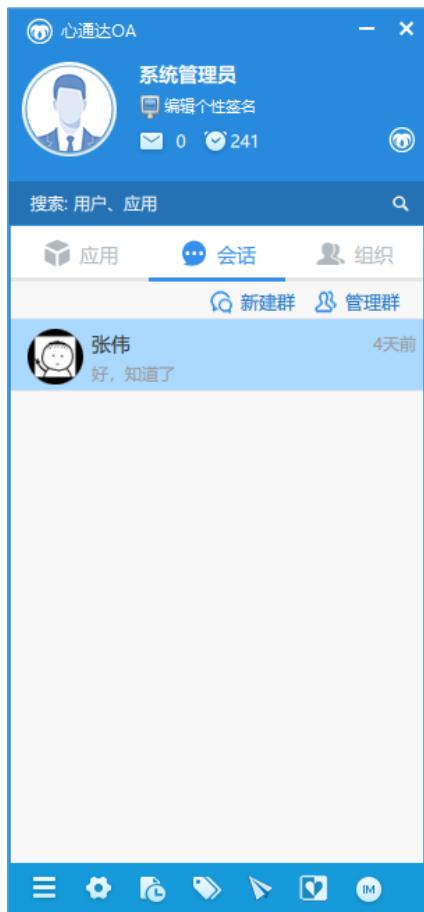 心通达OA
系统管理员
编辑个性签名
0 241
搜索: 用户、应用
应用 会话 组织
新建群 管理群
张伟 4天前
好，知道了
IM